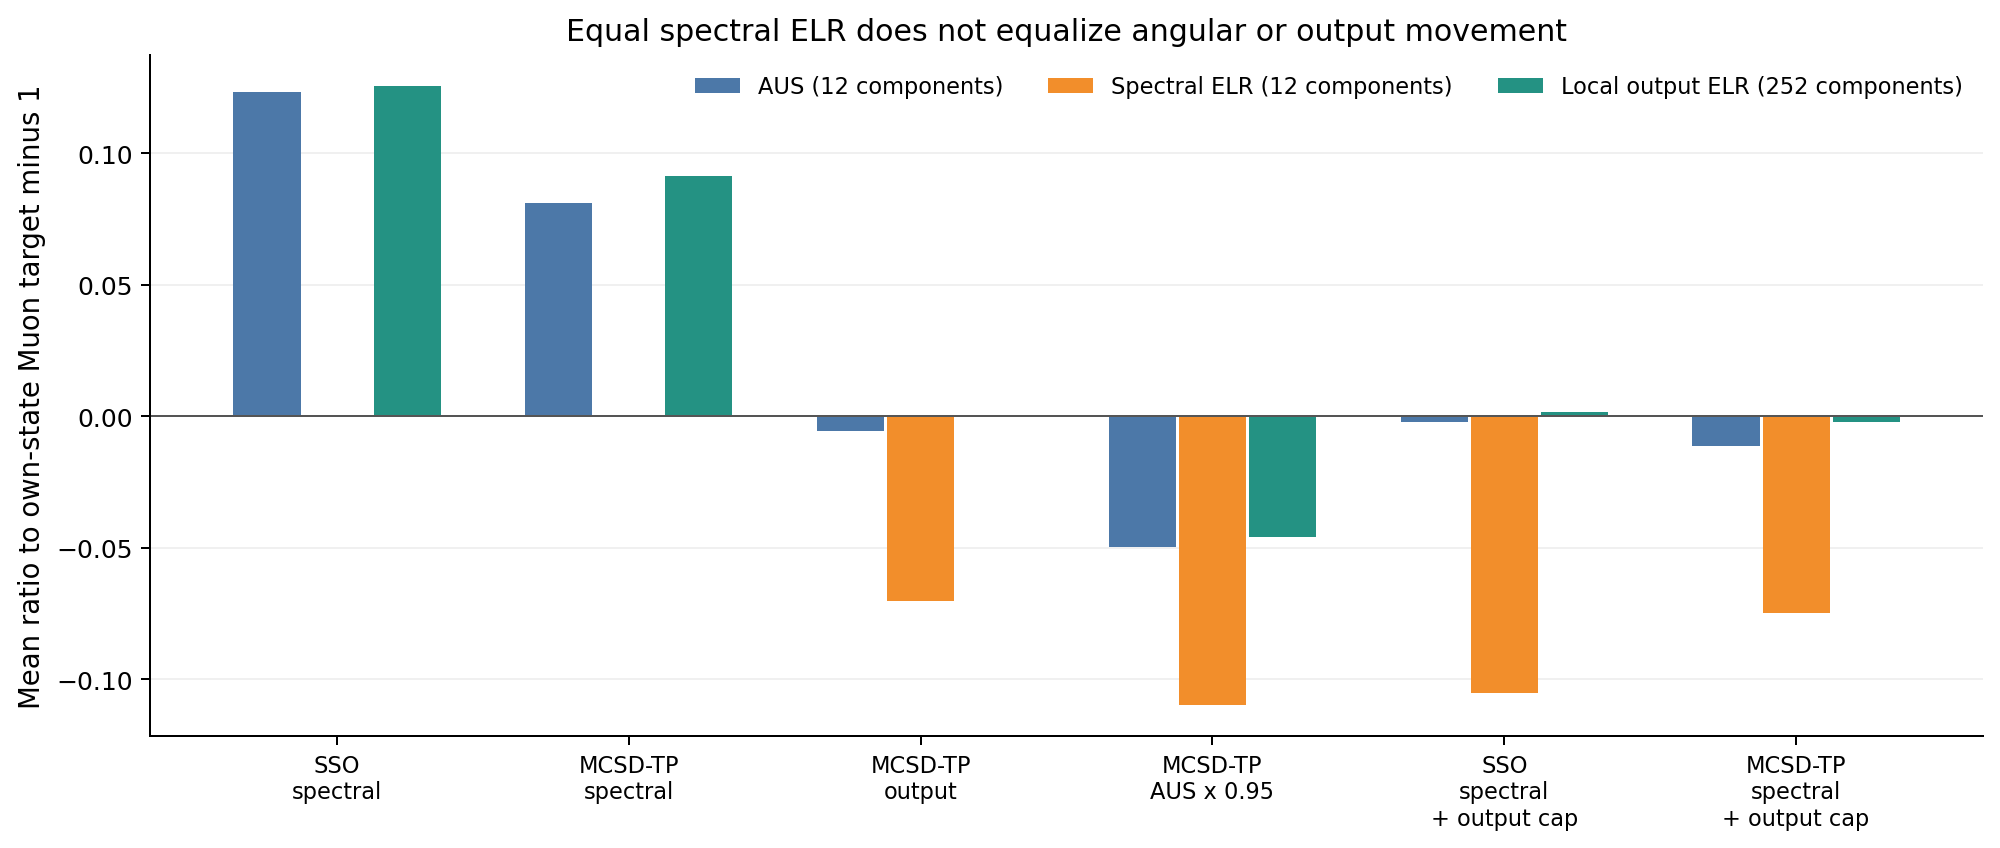 Equal spectral ELR does not equalize angular or output movement
AUS (12 components)
Spectral ELR (12 components)
Local output ELR (252 components)
Mean ratio to own-state Muon target minus 1
0.10
0.05
0.00
−0.05
−0.10
SSO
spectral
MCSD-TP
spectral
MCSD-TP
output
MCSD-TP
AUS x 0.95
SSO
spectral
+ output cap
MCSD-TP
spectral
+ output cap